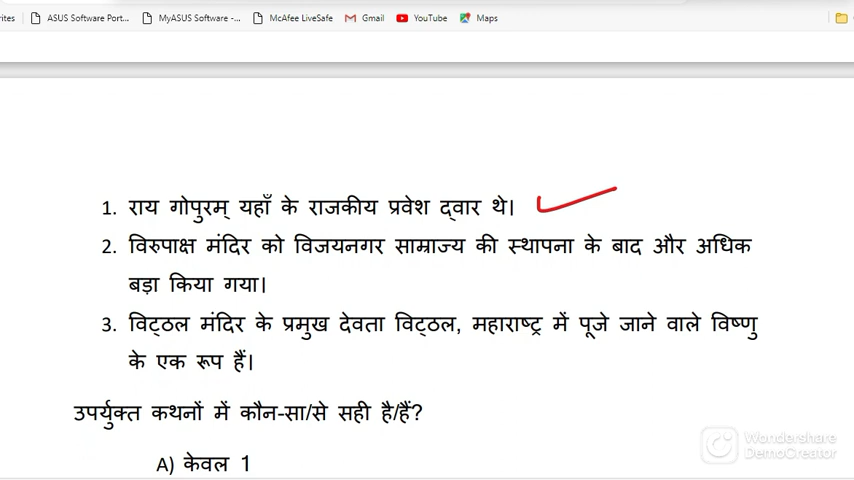 rites ASUS Software Port... MyASUS Software -... McAfee LiveSafe Gmail YouTube Maps
1. राय गोपुरम् यहाँ के राजकीय प्रवेश द्वार थे।
2. विरुपाक्ष मंदिर को विजयनगर साम्राज्य की स्थापना के बाद और अधिक
बड़ा किया गया।
3. विट्ठल मंदिर के प्रमुख देवता विट्ठल, महाराष्ट्र में पूजे जाने वाले विष्णु
के एक रूप हैं।
उपर्युक्त कथनों में कौन-सा/से सही है/हैं?
Wondershare
DemoCreator
A) केवल 1